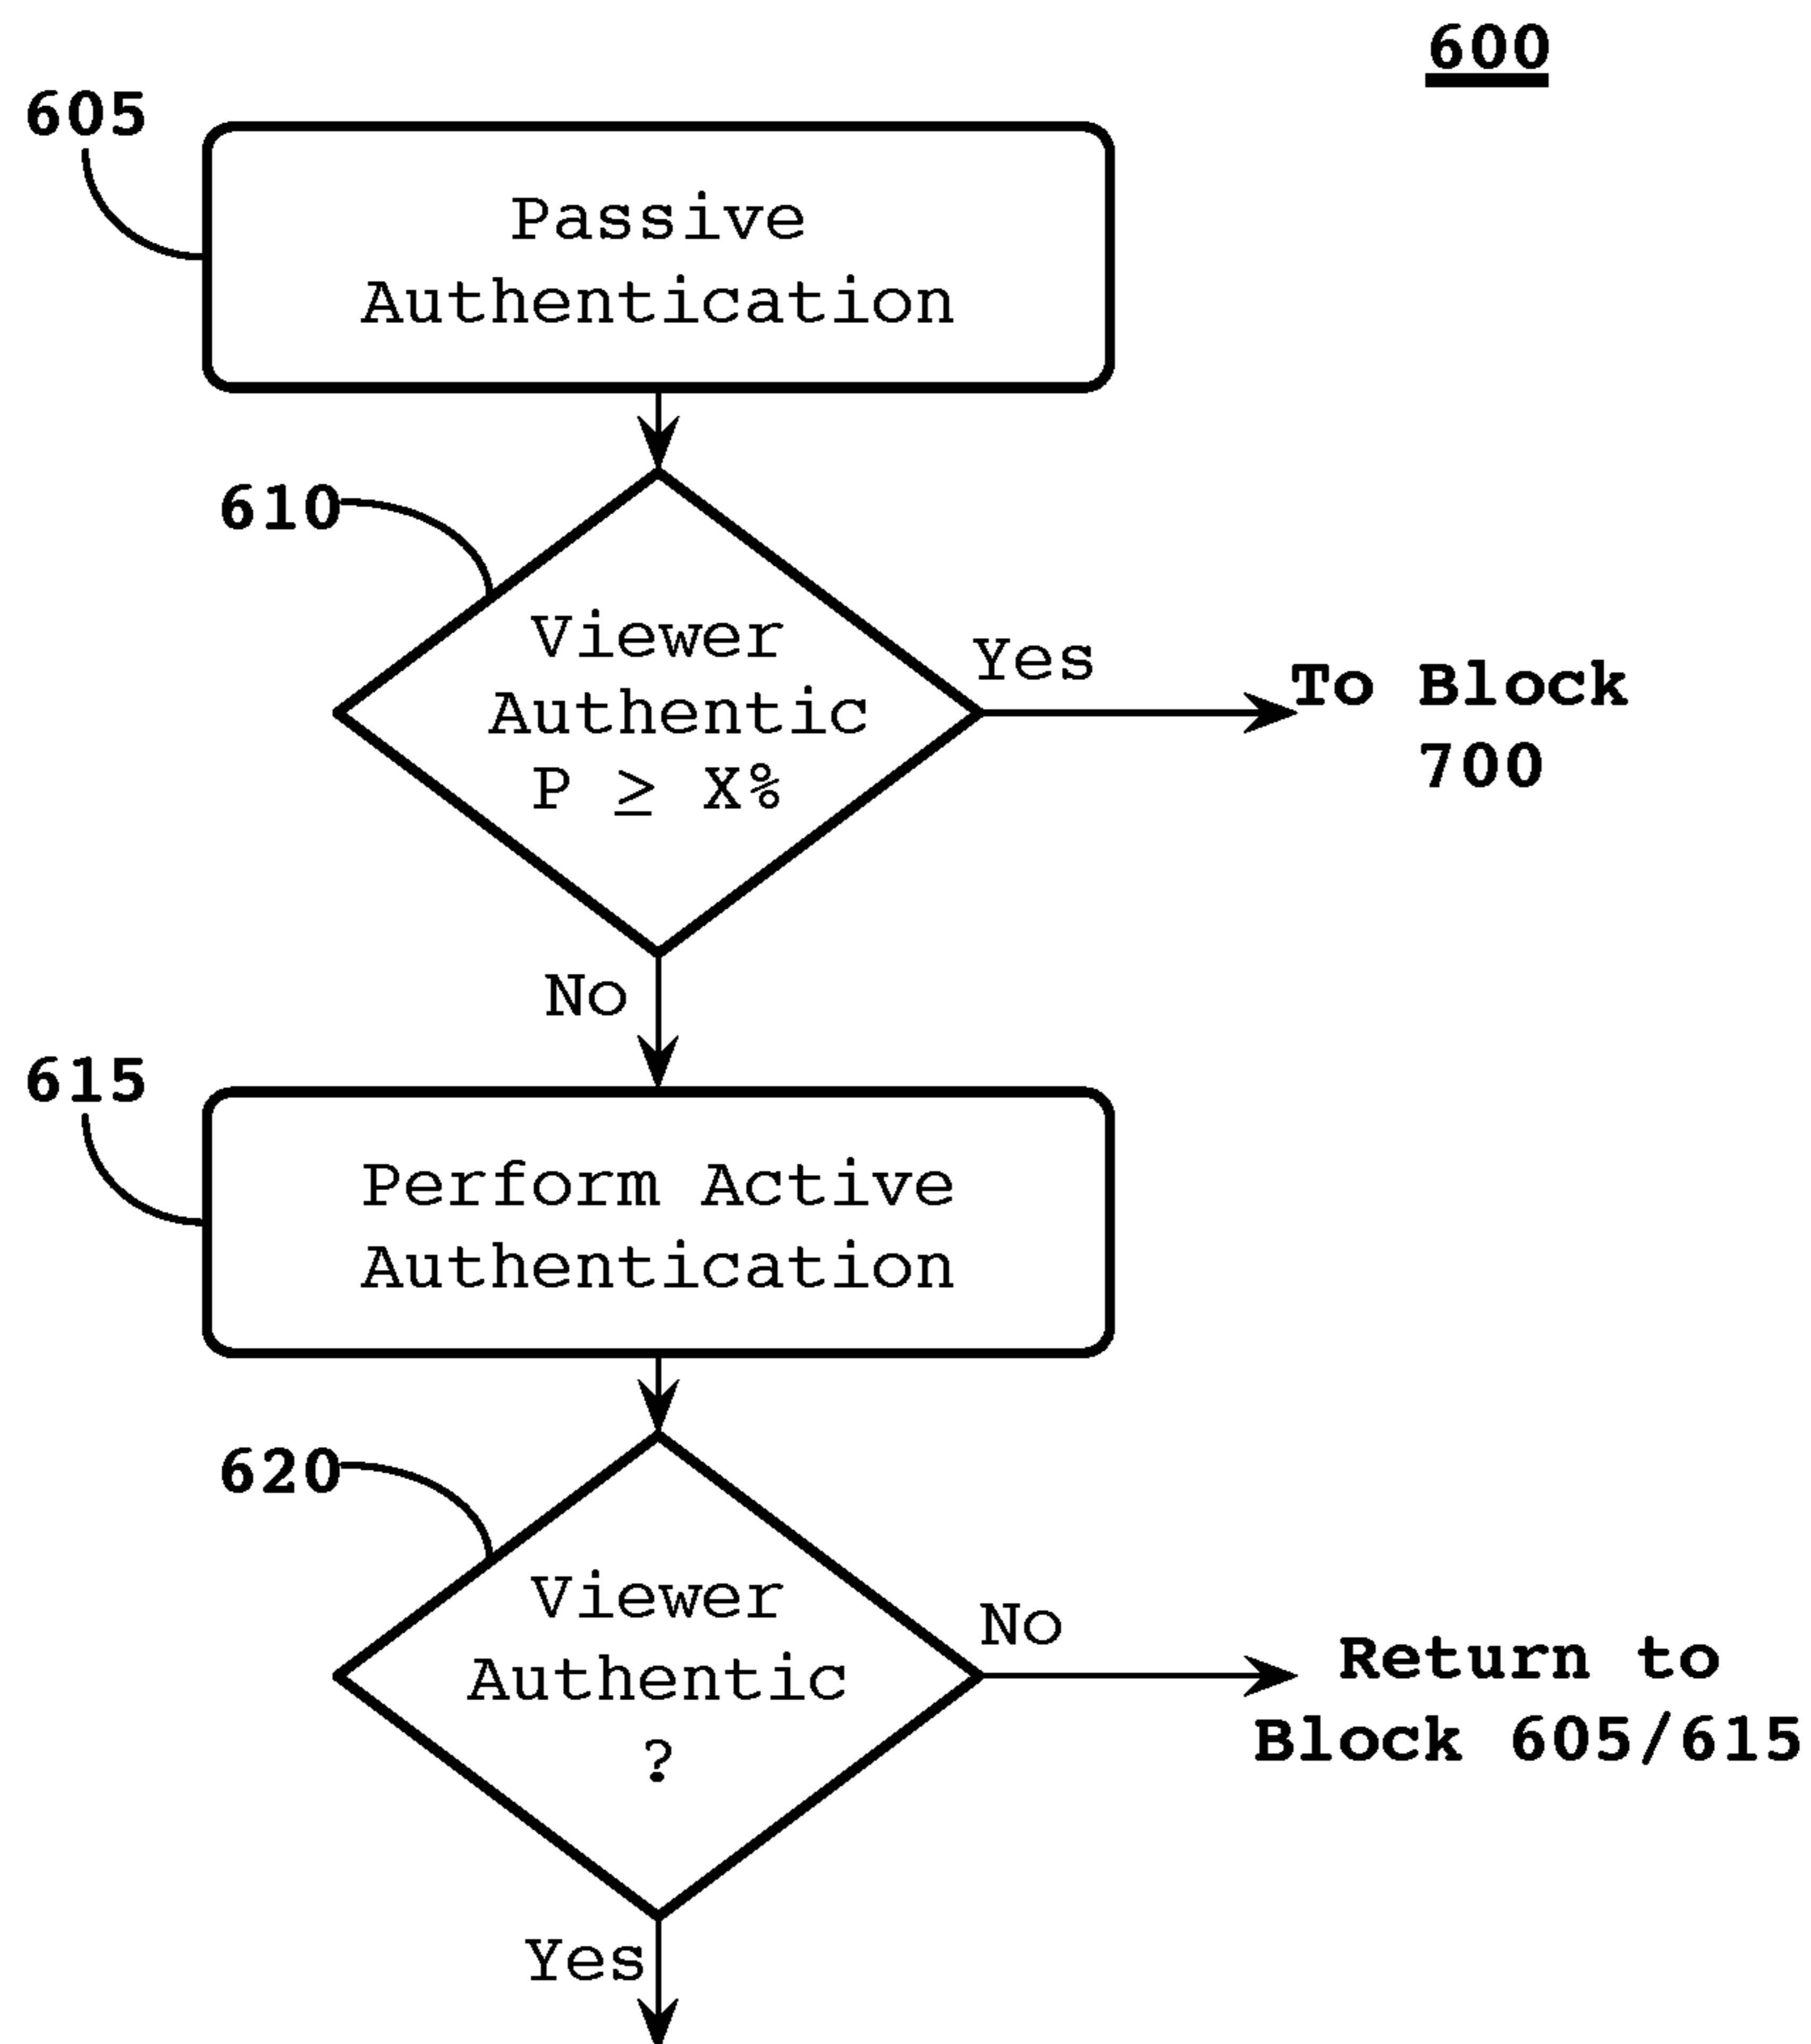 600
605
Passive
Authentication
610
Viewer
Authentic
P ≥ X%
Yes
To Block
700
No
615
Perform Active
Authentication
620
Viewer
Authentic
?
No
Return to
Block 605/615
Yes